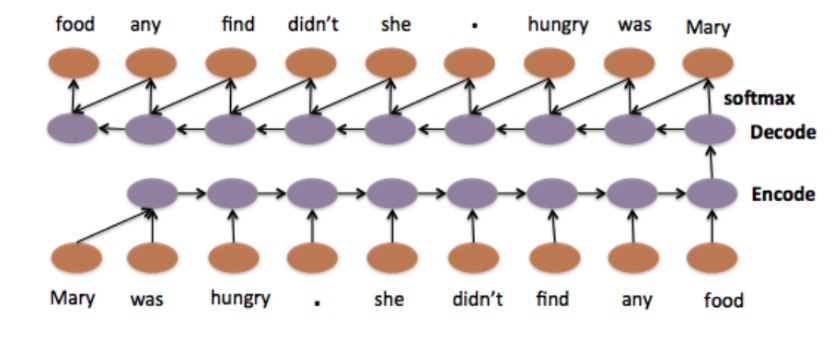 food any find didn't she . hungry was Mary
softmax
Decode
Encode
Mary was hungry . she didn't find any food